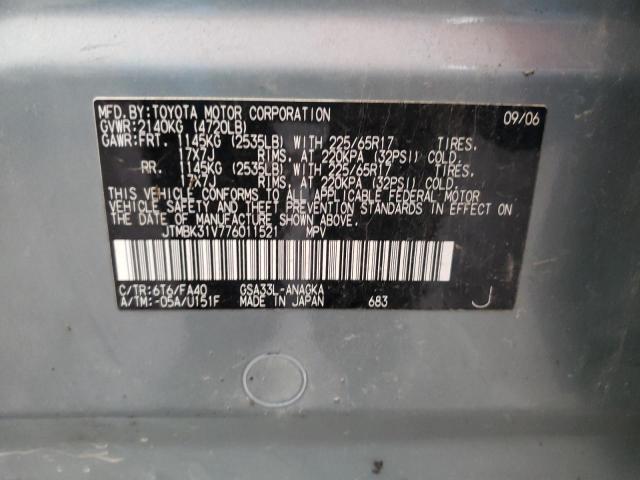 MFD.BY:TOYOTA MOTOR CORPORATION 09/06
GVWR:2140KG (4720LB)
GAWR:FRT. 1145KG (2535LB) WITH 225/65R17 TIRES,
17X7J RIMS, AT 220KPA (32PSI) COLD.
RR. 1145KG (2535LB) WITH 225/65R17 TIRES,
17X7J RIMS, AT 220KPA (32PSI) COLD.
THIS VEHICLE CONFORMS TO ALL APPLICABLE FEDERAL MOTOR
VEHICLE SAFETY AND THEFT PREVENTION STANDARDS IN EFFECT ON
THE DATE OF MANUFACTURE SHOWN ABOVE.
JTMBK31V776011521 MPV
C/TR:6T6/FA40 GSA33L-ANAGKA
A/TM:-05A/U151F MADE IN JAPAN 683 J